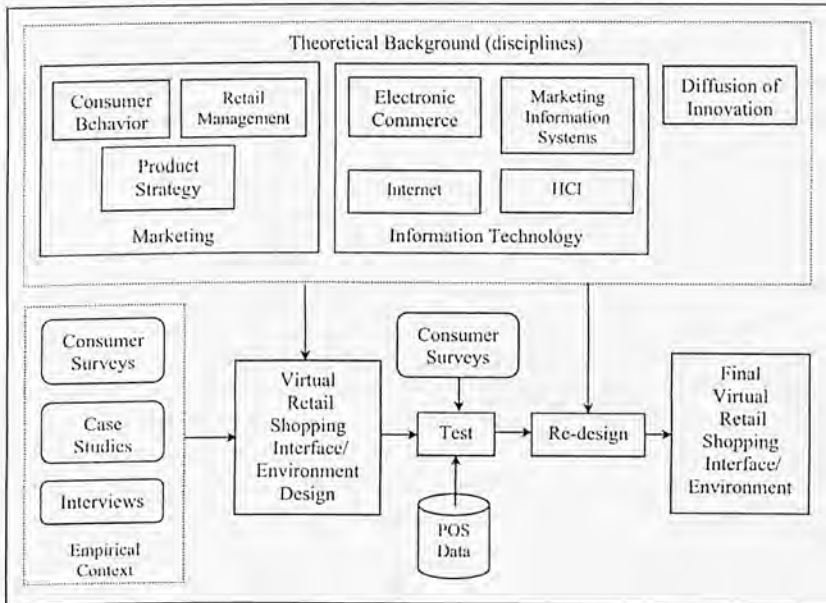 Theoretical Background (disciplines)
Consumer
Behavior
Retail
Management
Product
Strategy
Marketing
Electronic
Commerce
Marketing
Information
Systems
Internet
HCI
Information Technology
Diffusion of
Innovation
Consumer
Surveys
Case
Studies
Interviews
Empirical
Context
Virtual
Retail
Shopping
Interface/
Environment
Design
Consumer
Surveys
Test
POS
Data
Re-design
Final
Virtual
Retail
Shopping
Interface/
Environment